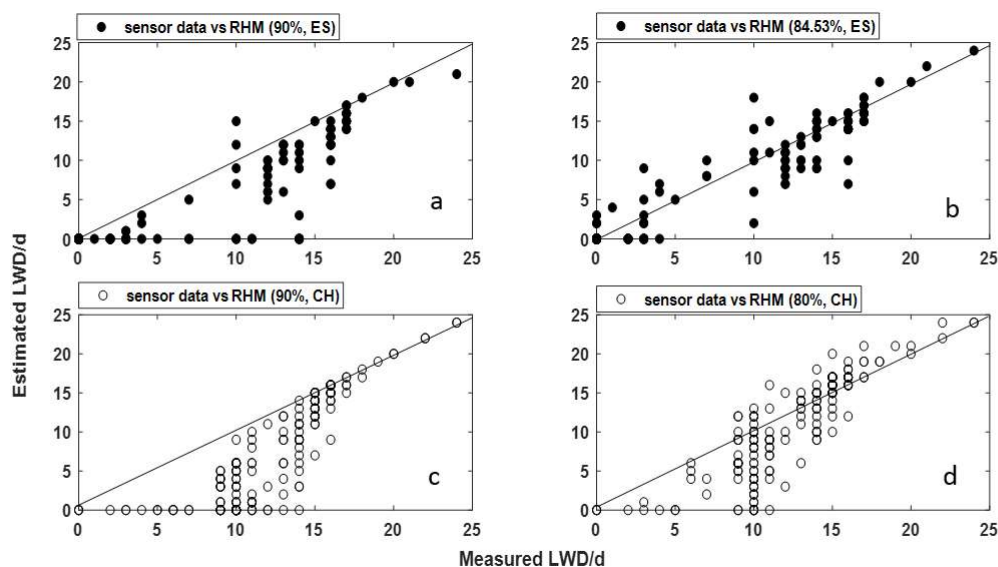 sensor data vs RHM (90%, ES)
sensor data vs RHM (84.53%, ES)
25
20
15
10
5
0
a
0 5 10 15 20 25
25
20
15
10
5
0
b
0 5 10 15 20 25
Estimated LWD/d
sensor data vs RHM (90%, CH)
sensor data vs RHM (80%, CH)
25
20
15
10
5
0
c
0 5 10 15 20 25
25
20
15
10
5
0
d
0 5 10 15 20 25
Measured LWD/d